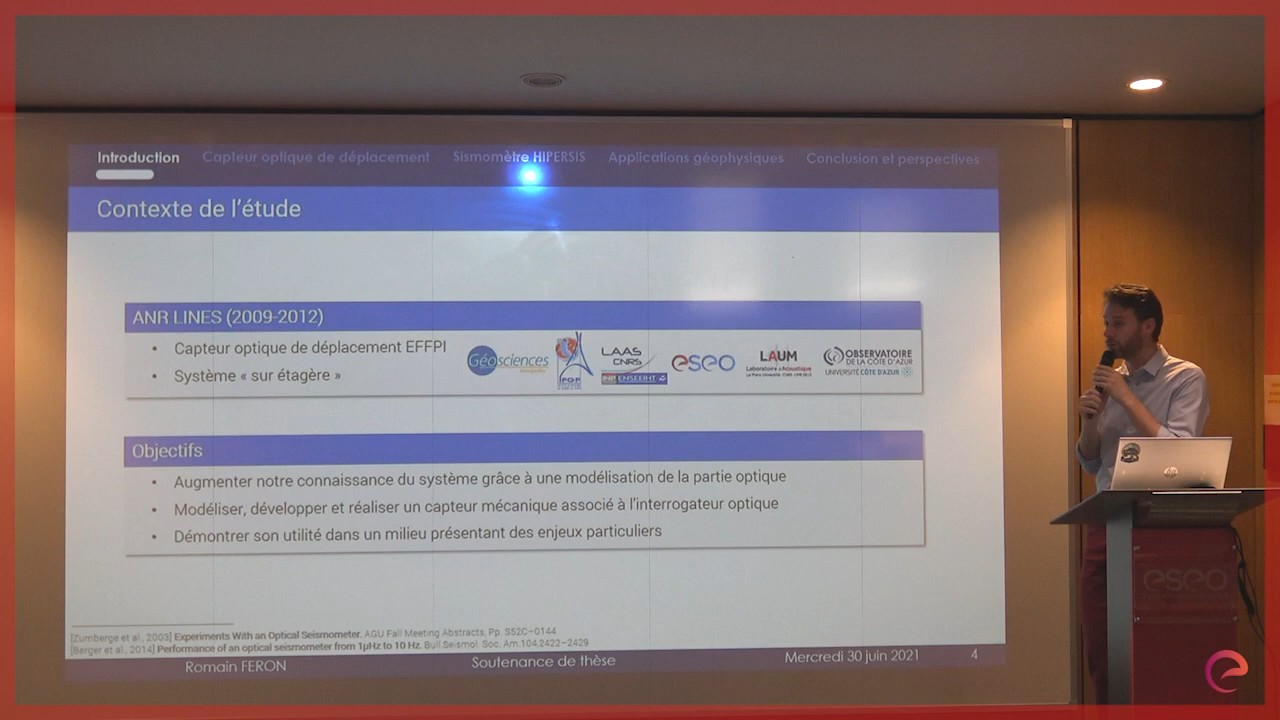 Introduction Capteur optique de déplacement Sismomètre HIPERSIS Applications géophysiques Conclusion et perspectives
Contexte de l'étude
ANR LINES (2009-2012)
• Capteur optique de déplacement EFFPI
• Système « sur étagère »
Géosciences
IPGP
LAAS
CNRS
INP ENSEEIHT
eseo
LAUM
Laboratoire d'Acoustique
OBSERVATOIRE
DE LA CÔTE D'AZUR
UNIVERSITÉ CÔTE D'AZUR
Objectifs
• Augmenter notre connaissance du système grâce à une modélisation de la partie optique
• Modéliser, développer et réaliser un capteur mécanique associé à l'interrogateur optique
• Démontrer son utilité dans un milieu présentant des enjeux particuliers
[Zumberge et al., 2003] Experiments With an Optical Seismometer. AGU Fall Meeting Abstracts, Pp. S52C–0144
[Berger et al., 2014] Performance of an optical seismometer from 1µHz to 10 Hz. Bull.Seismol. Soc. Am.104,2422–2429
Romain FERON Soutenance de thèse Mercredi 30 juin 2021 4
hp
eseo
e